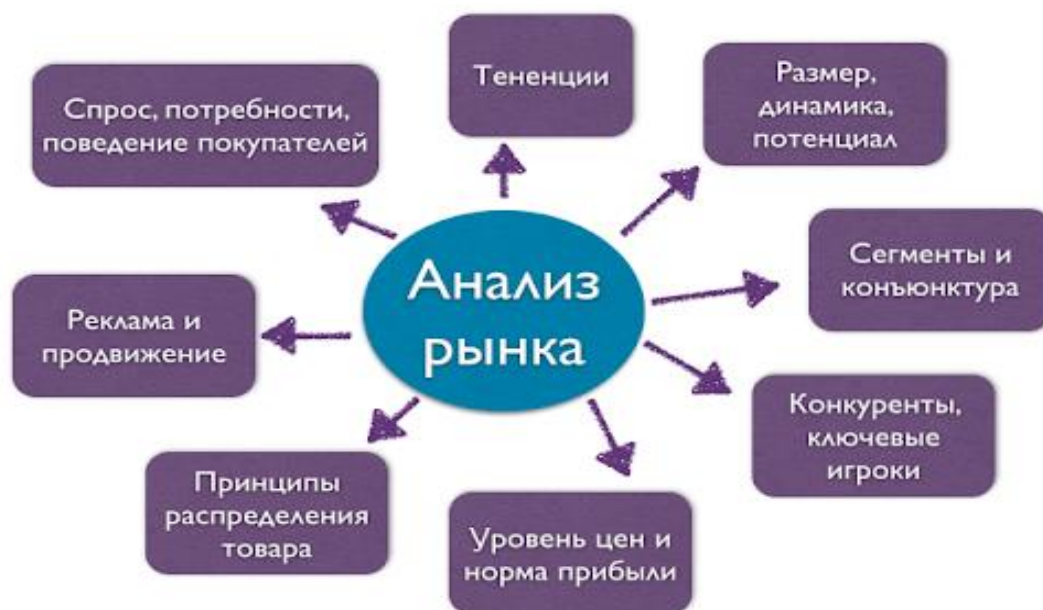 Тененции
Размер,
динамика,
потенциал
Спрос, потребности,
поведение покупателей
Сегменты и
конъюнктура
Анализ
рынка
Реклама и
продвижение
Конкуренты,
ключевые
игроки
Принципы
распределения
товара
Уровень цен и
норма прибыли